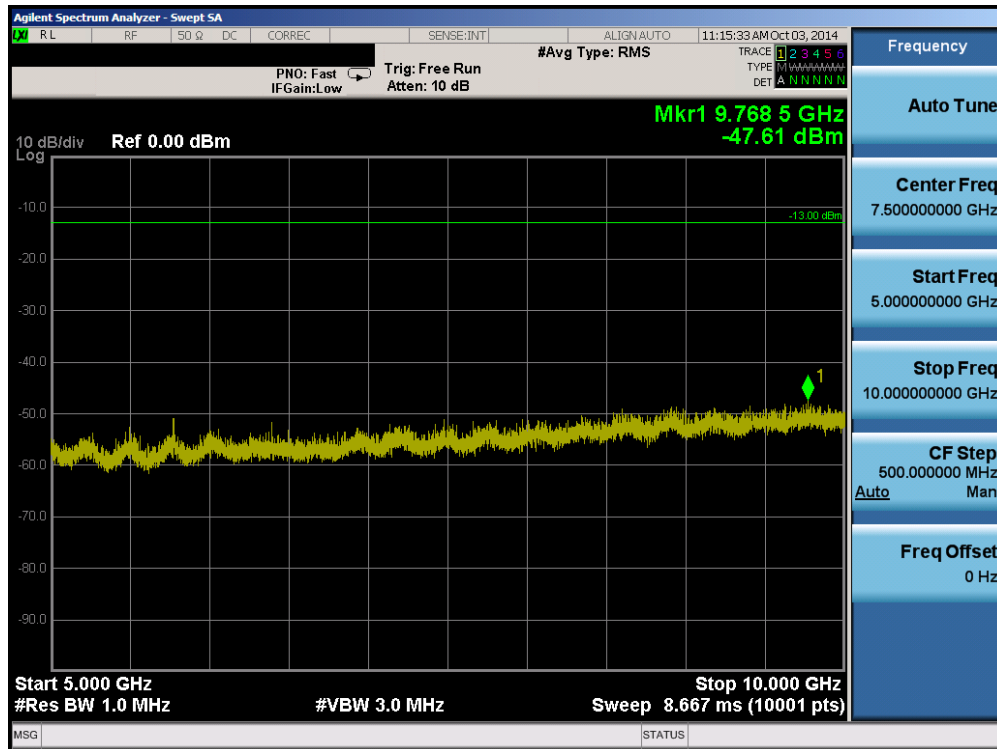 Agilent Spectrum Analyzer - Swept SA
LXI RL RF 50 Ω DC CORREC SENSE:INT ALIGN AUTO 11:15:33 AM Oct 03, 2014
PNO: Fast
IFGain:Low
Trig: Free Run
Atten: 10 dB
#Avg Type: RMS
TRACE 1 2 3 4 5 6
TYPE M
DET A N N N N N
Mkr1 9.768 5 GHz
-47.61 dBm
10 dB/div Ref 0.00 dBm
Log
-10.0
-13.00 dBm
-20.0
-30.0
-40.0
1
-50.0
-60.0
-70.0
-80.0
-90.0
Start 5.000 GHz Stop 10.000 GHz
#Res BW 1.0 MHz #VBW 3.0 MHz Sweep 8.667 ms (10001 pts)
MSG STATUS
Frequency
Auto Tune
Center Freq
7.500000000 GHz
Start Freq
5.000000000 GHz
Stop Freq
10.000000000 GHz
CF Step
500.000000 MHz
Auto Man
Freq Offset
0 Hz